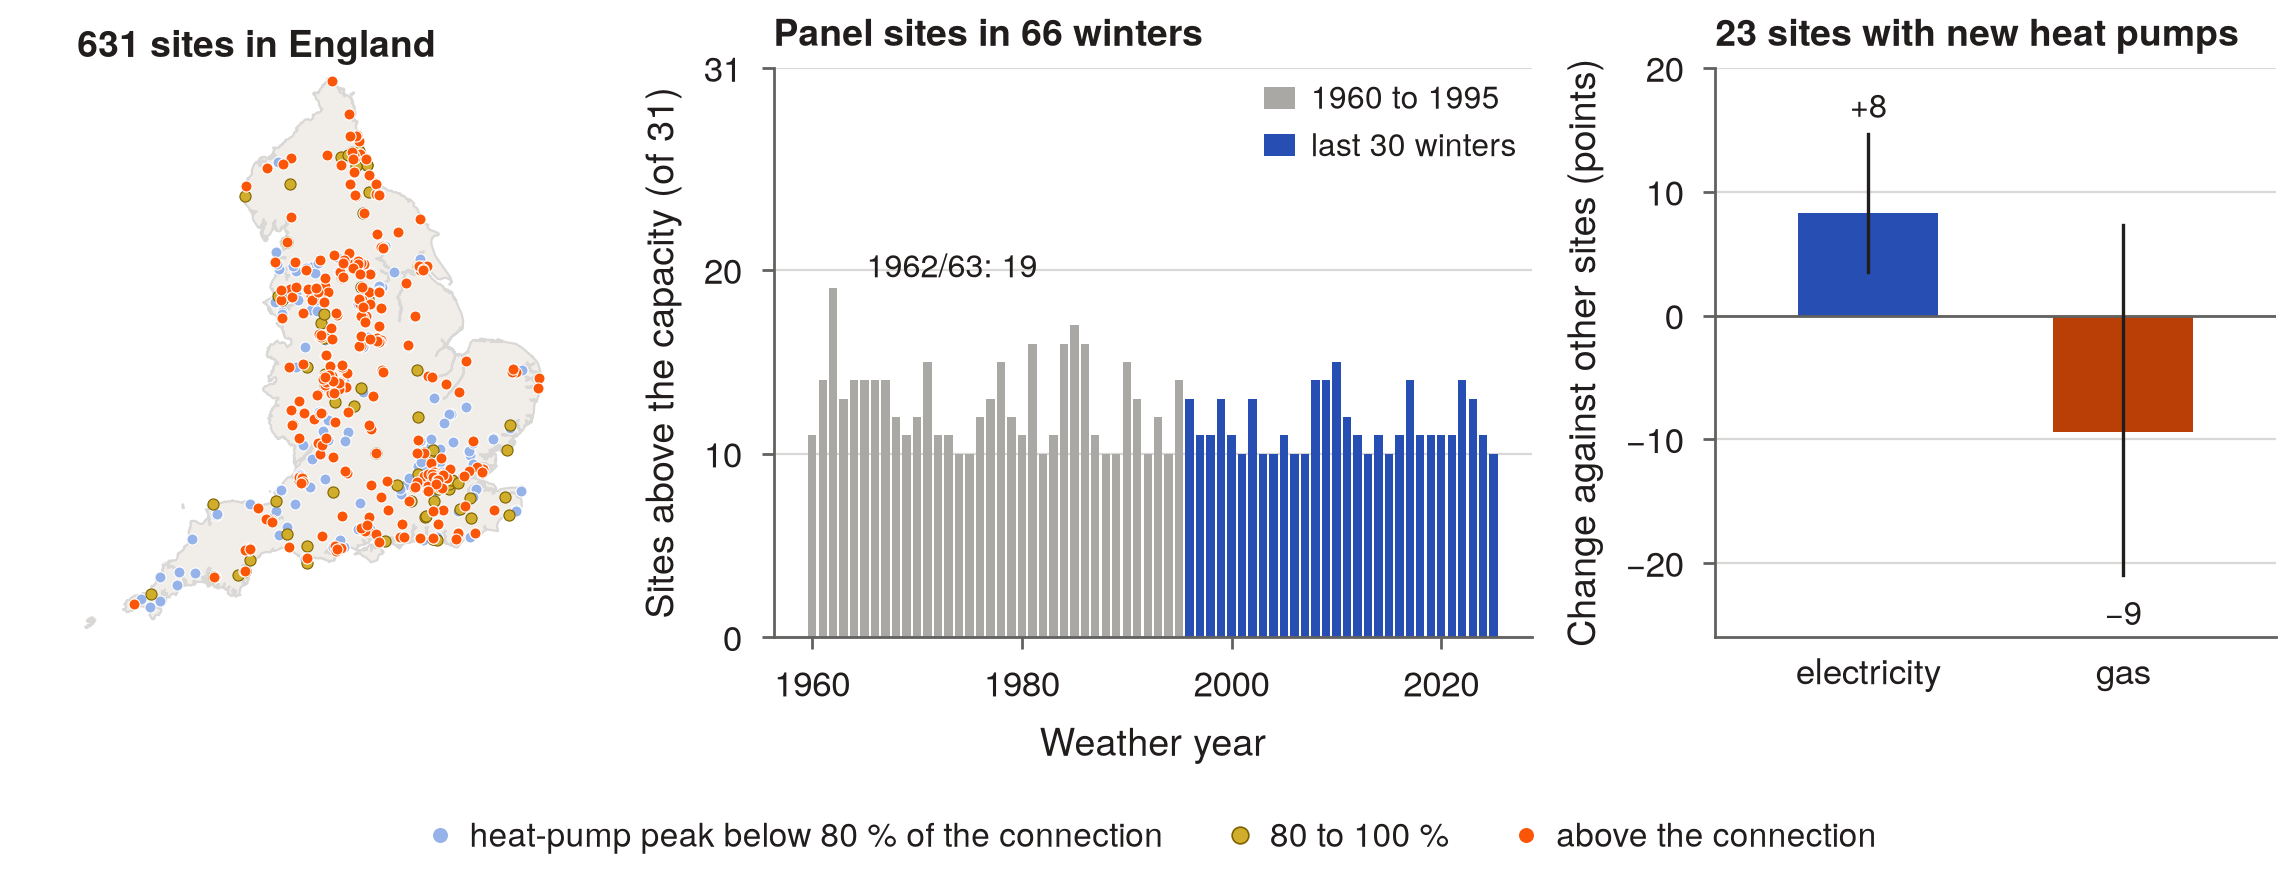 631 sites in England
Panel sites in 66 winters
Sites above the capacity (of 31)
31
20
10
0
1960 to 1995
last 30 winters
1962/63: 19
1960
1980
2000
2020
Weather year
23 sites with new heat pumps
Change against other sites (points)
20
10
0
−10
−20
+8
−9
electricity
gas
heat-pump peak below 80 % of the connection
80 to 100 %
above the connection